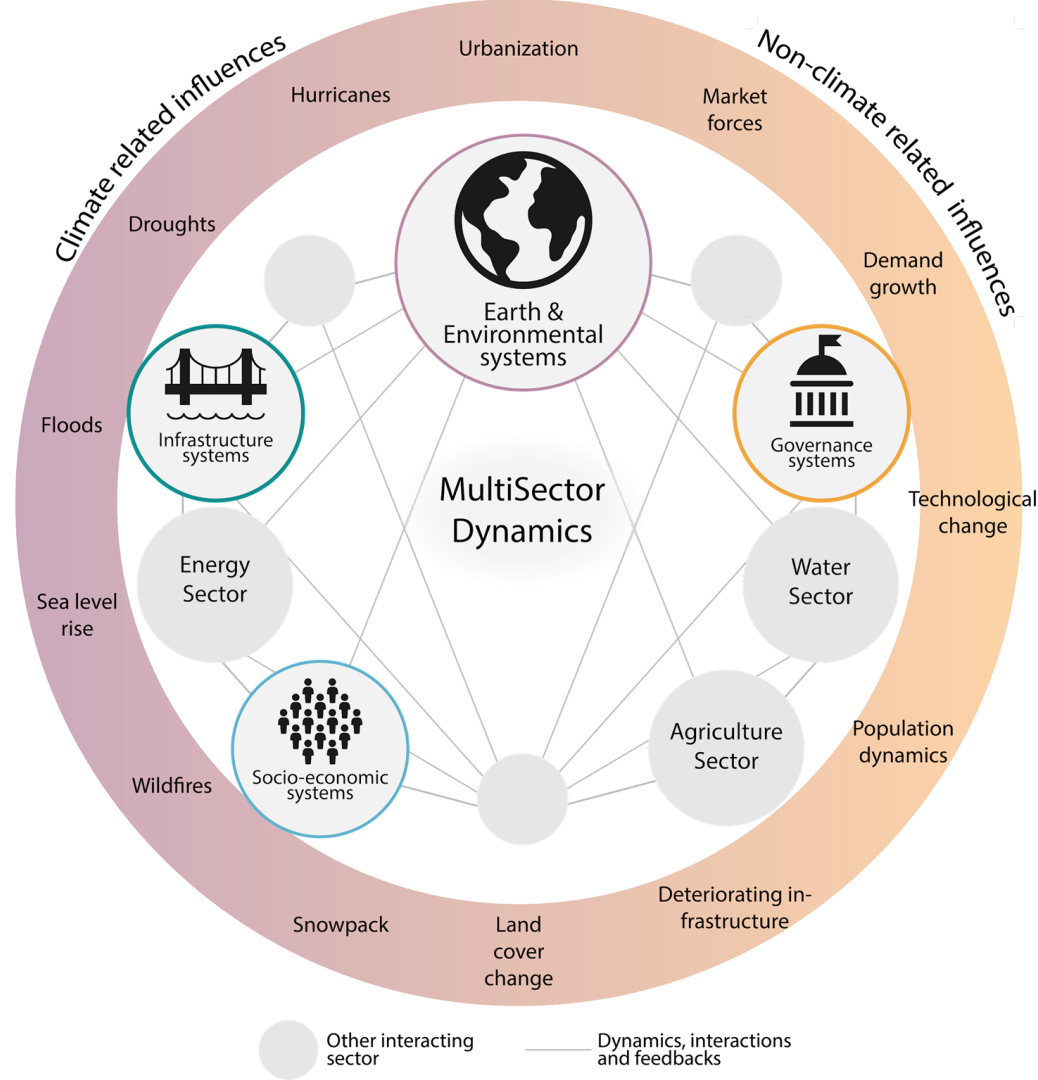 Climate related influences
Non-climate related influences
Urbanization
Hurricanes
Market
forces
Droughts
Demand
growth
Earth &
Environmental
systems
Infrastructure
systems
Governance
systems
Floods
MultiSector
Dynamics
Technological
change
Energy
Sector
Water
Sector
Sea level
rise
Agriculture
Sector
Population
dynamics
Socio-economic
systems
Wildfires
Deteriorating in-
frastructure
Snowpack
Land
cover
change
Other interacting
sector
Dynamics, interactions
and feedbacks